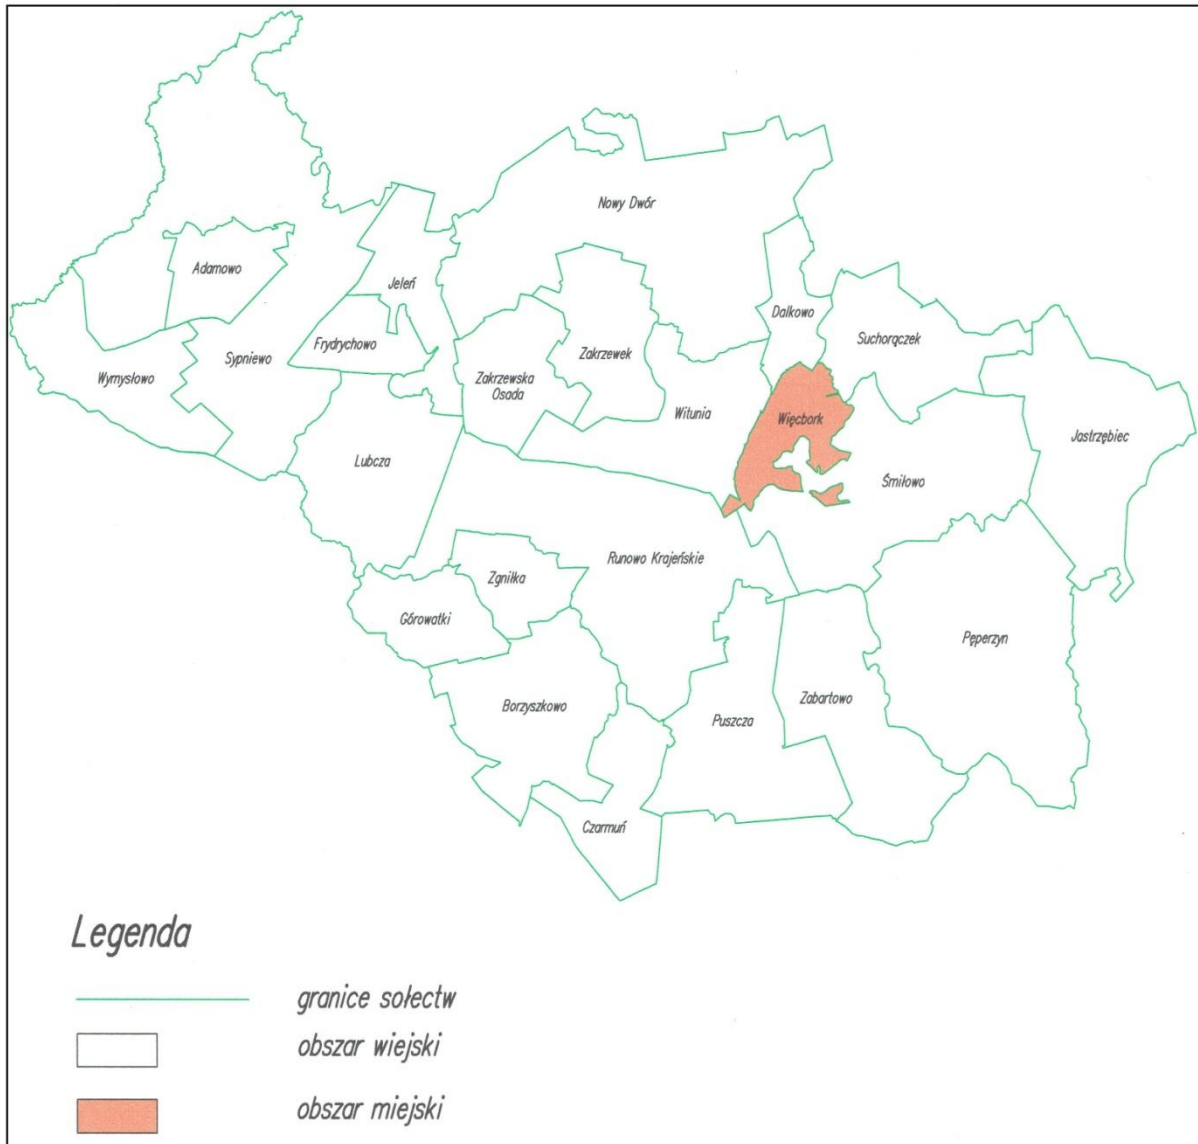 Nowy Dwór
Adamowo
Jeleń
Dalkowo
Suchorączek
Frydrychowo
Sypniewo
Zakrzewek
Wymysłowo
Zakrzewska
Osada
Witunia
Więcbork
Jastrzębiec
Lubcza
Śmiłowo
Runowo Krajeńskie
Zgniłka
Górowatki
Pęperzyn
Borzyszkowo
Puszcza
Zabartowo
Czarmuń
Legenda
granice sołectw
obszar wiejski
obszar miejski